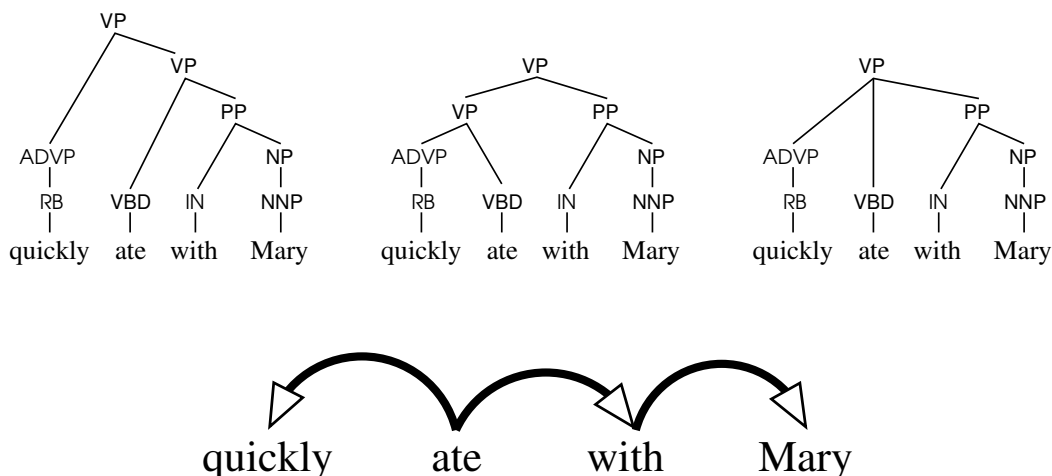 VP
VP VP VP
PP VP PP PP
ADVP NP ADVP NP ADVP NP
RB VBD IN NNP RB VBD IN NNP RB VBD IN NNP
quickly ate with Mary quickly ate with Mary quickly ate with Mary
quickly ate with Mary